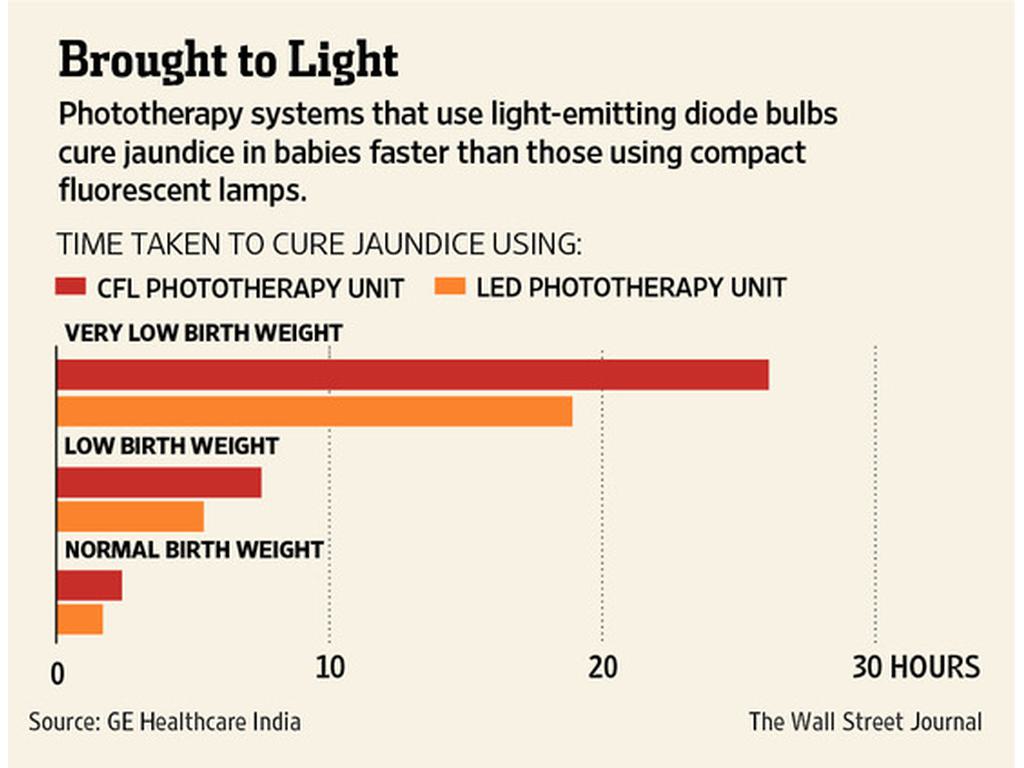 Brought to Light
Phototherapy systems that use light-emitting diode bulbs
cure jaundice in babies faster than those using compact
fluorescent lamps.
TIME TAKEN TO CURE JAUNDICE USING:
CFL PHOTOTHERAPY UNIT LED PHOTOTHERAPY UNIT
VERY LOW BIRTH WEIGHT
LOW BIRTH WEIGHT
NORMAL BIRTH WEIGHT
0 10 20 30 HOURS
Source: GE Healthcare India The Wall Street Journal